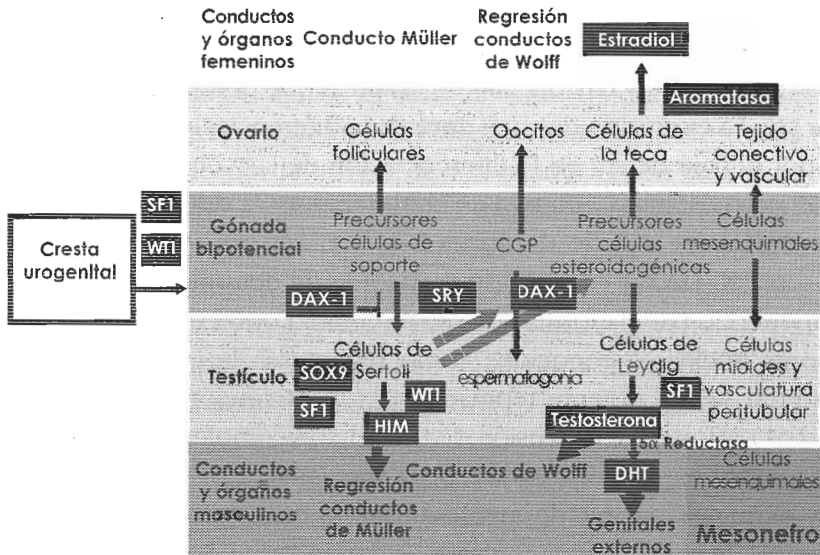 Conductos
y órganos
femeninos
Conducto Müller
Regresión
conductos
de Wolff
Estradiol
Aromatasa
Ovario
Células
foliculares
Oocitos
Células de
la teca
Tejido
conectivo
y vascular
SF1
WT1
Cresta
urogenital
Gónada
bipotencial
Precursores
células de
soporte
CGP
Precursores
células
esteroidogénicas
Células
mesenquimales
DAX-1
SRY
DAX-1
Testículo
SOX9
SF1
Células de
Sertoli
WT1
HIM
espermatogonia
Células de
Leydig
SF1
Testosterona
Células
mioides y
vasculatura
peritubular
5α Reductasa
Conductos
y órganos
masculinos
Regresión
conductos
de Müller
Conductos de Wolff
DHT
Genitales
externos
Células
mesenquimales
Mesonefro